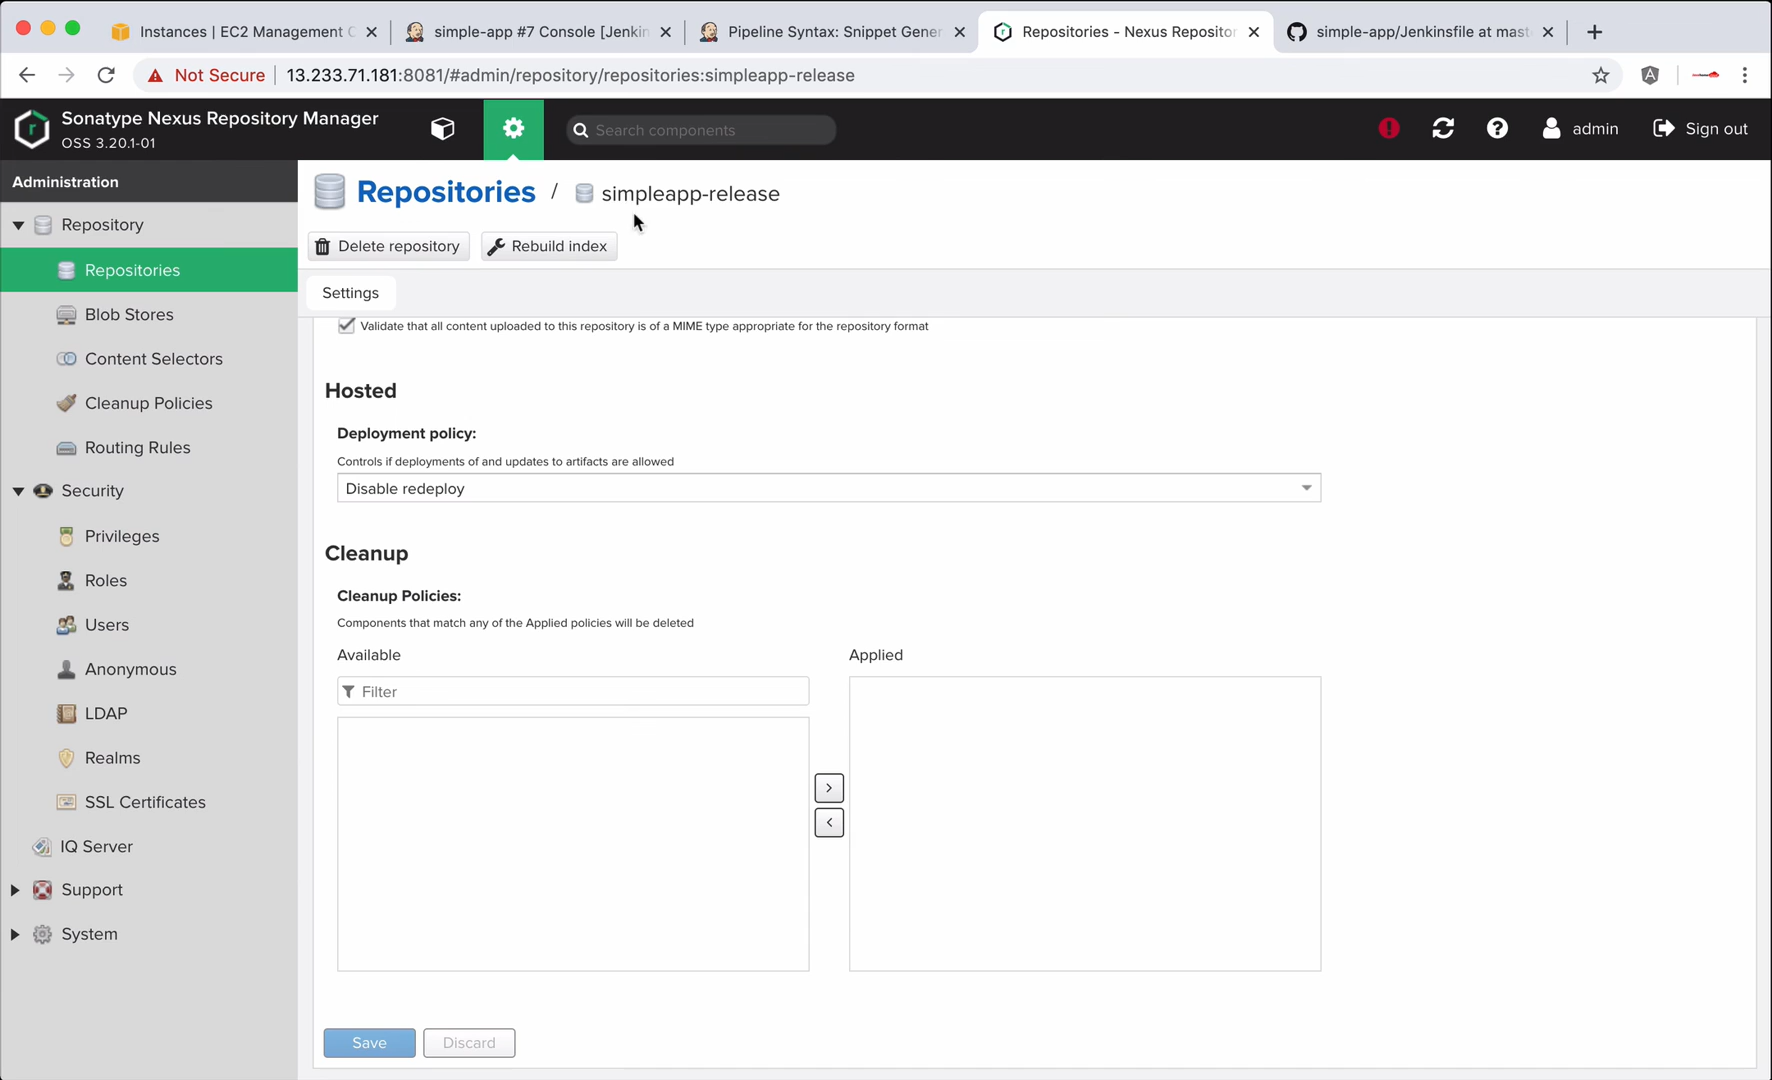 Instances | EC2 Management C
simple-app #7 Console [Jenkin
Pipeline Syntax: Snippet Gener
Repositories - Nexus Repositor
simple-app/Jenkinsfile at mast
Not Secure
13.233.71.181:8081/#admin/repository/repositories:simpleapp-release
Sonatype Nexus Repository Manager
OSS 3.20.1-01
Search components
admin
Sign out
Administration
Repository
Repositories
Blob Stores
Content Selectors
Cleanup Policies
Routing Rules
Security
Privileges
Roles
Users
Anonymous
LDAP
Realms
SSL Certificates
IQ Server
Support
System
Repositories / simpleapp-release
Delete repository
Rebuild index
Settings
Validate that all content uploaded to this repository is of a MIME type appropriate for the repository format
Hosted
Deployment policy:
Controls if deployments of and updates to artifacts are allowed
Disable redeploy
Cleanup
Cleanup Policies:
Components that match any of the Applied policies will be deleted
Available
Applied
Filter
Save
Discard